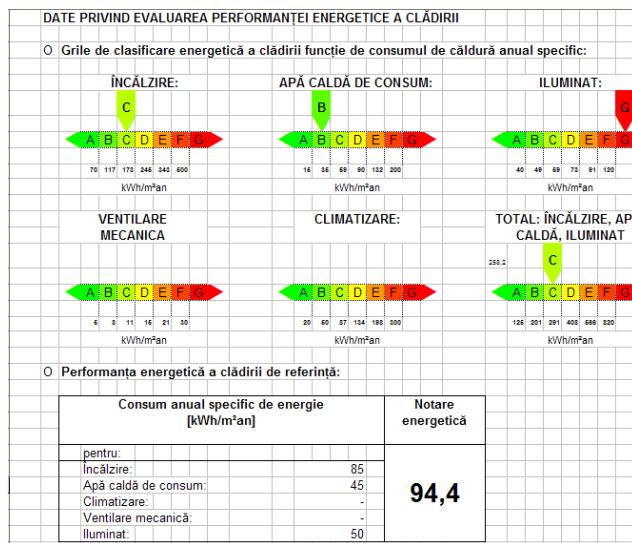 DATE PRIVIND EVALUAREA PERFORMANȚEI ENERGETICE A CLĂDIRII
O Grile de clasificare energetică a clădirii funcție de consumul de căldură anual specific:
ÎNCĂLZIRE: APĂ CALDĂ DE CONSUM: ILUMINAT:
C B G
A B C D E F G A B C D E F G A B C D E F G
70 117 173 245 343 500 15 35 59 90 132 200 40 49 59 73 91 120
kWh/m²an kWh/m²an kWh/m²an
VENTILARE MECANICA CLIMATIZARE: TOTAL: ÎNCĂLZIRE, AP
CALDĂ, ILUMINAT
258,2 C
A B C D E F G A B C D E F G A B C D E F G
5 8 11 15 21 30 20 50 87 134 198 300 125 201 291 408 566 820
kWh/m²an kWh/m²an kWh/m²an
O Performanța energetică a clădirii de referință:
Consum anual specific de energie Notare
[kWh/m²an] energetică
pentru:
Încălzire: 85
Apă caldă de consum: 45
Climatizare: -
Ventilare mecanică: -
Iluminat: 50
94,4